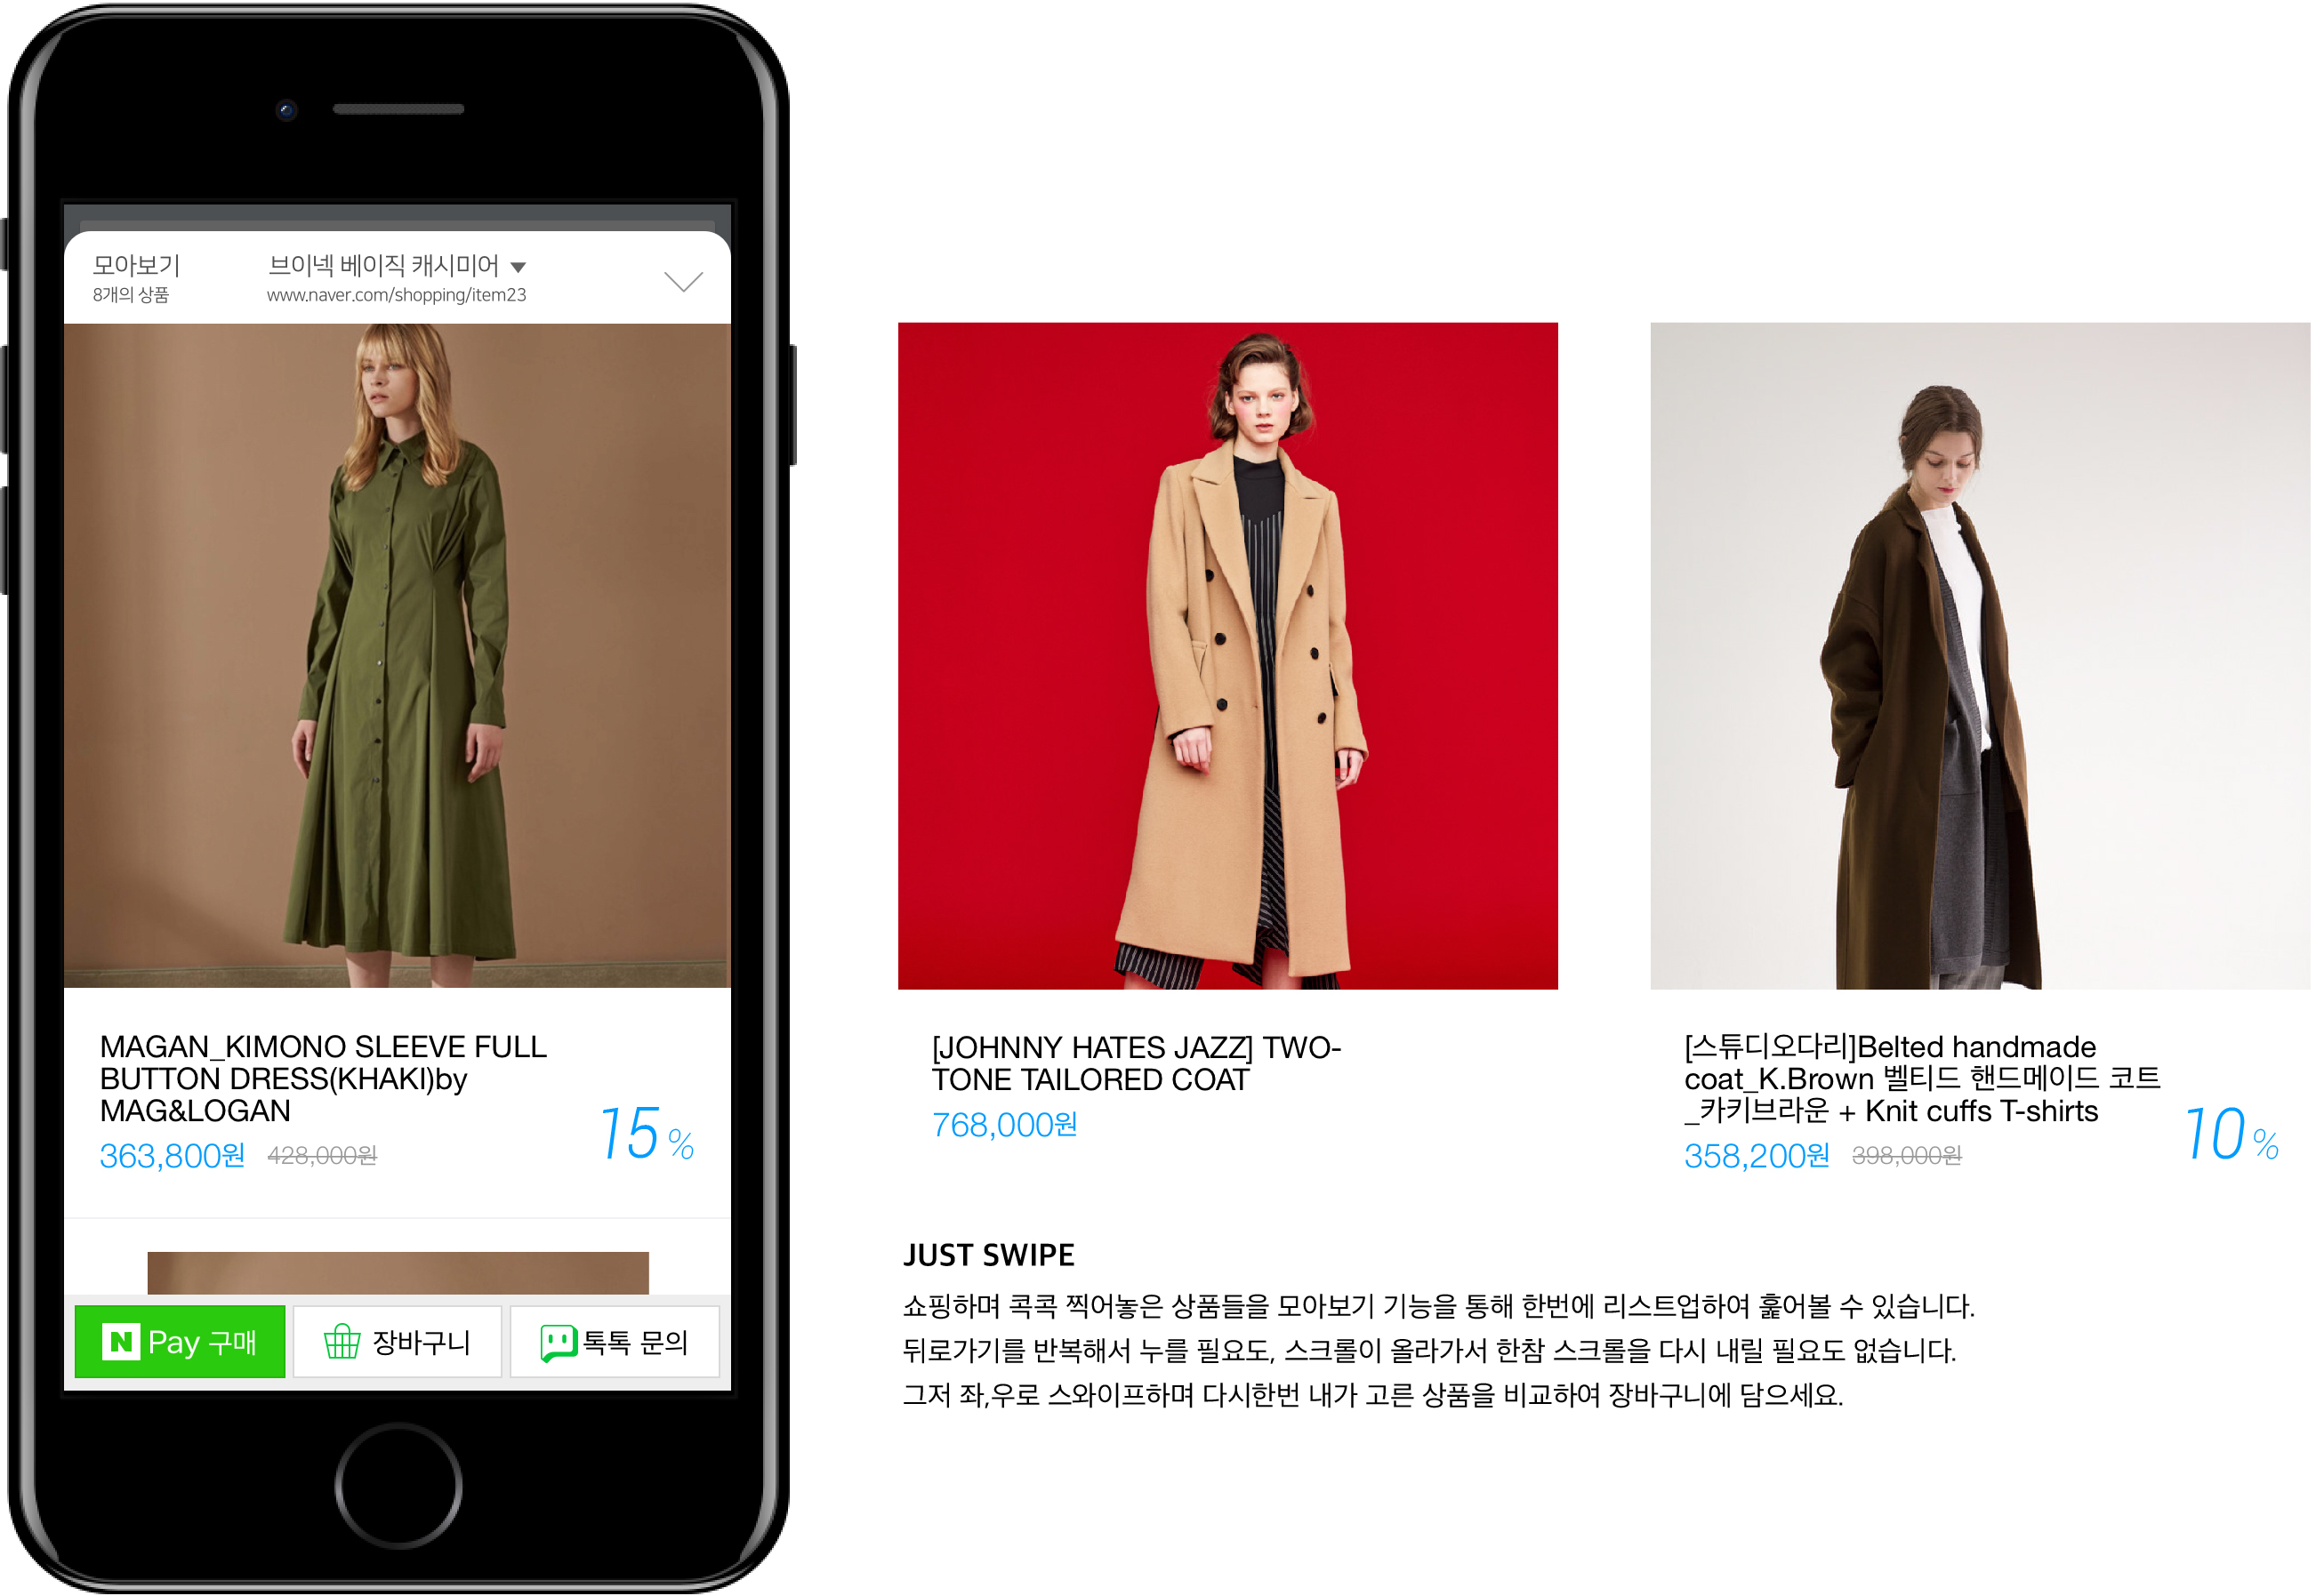 모아보기
8개의 상품
브이넥 베이직 캐시미어 ▼
www.naver.com/shopping/item23
MAGAN_KIMONO SLEEVE FULL
BUTTON DRESS(KHAKI)by
MAG&LOGAN
363,800원 428,000원
15 %
N Pay 구매
장바구니
톡톡 문의
[JOHNNY HATES JAZZ] TWO-
TONE TAILORED COAT
768,000원
[스튜디오다리]Belted handmade
coat_K.Brown 벨티드 핸드메이드 코트
_카키브라운 + Knit cuffs T-shirts
358,200원 398,000원
10 %
JUST SWIPE
쇼핑하며 콕콕 찍어놓은 상품들을 모아보기 기능을 통해 한번에 리스트업하여 훑어볼 수 있습니다.
뒤로가기를 반복해서 누를 필요도, 스크롤이 올라가서 한참 스크롤을 다시 내릴 필요도 없습니다.
그저 좌,우로 스와이프하며 다시한번 내가 고른 상품을 비교하여 장바구니에 담으세요.